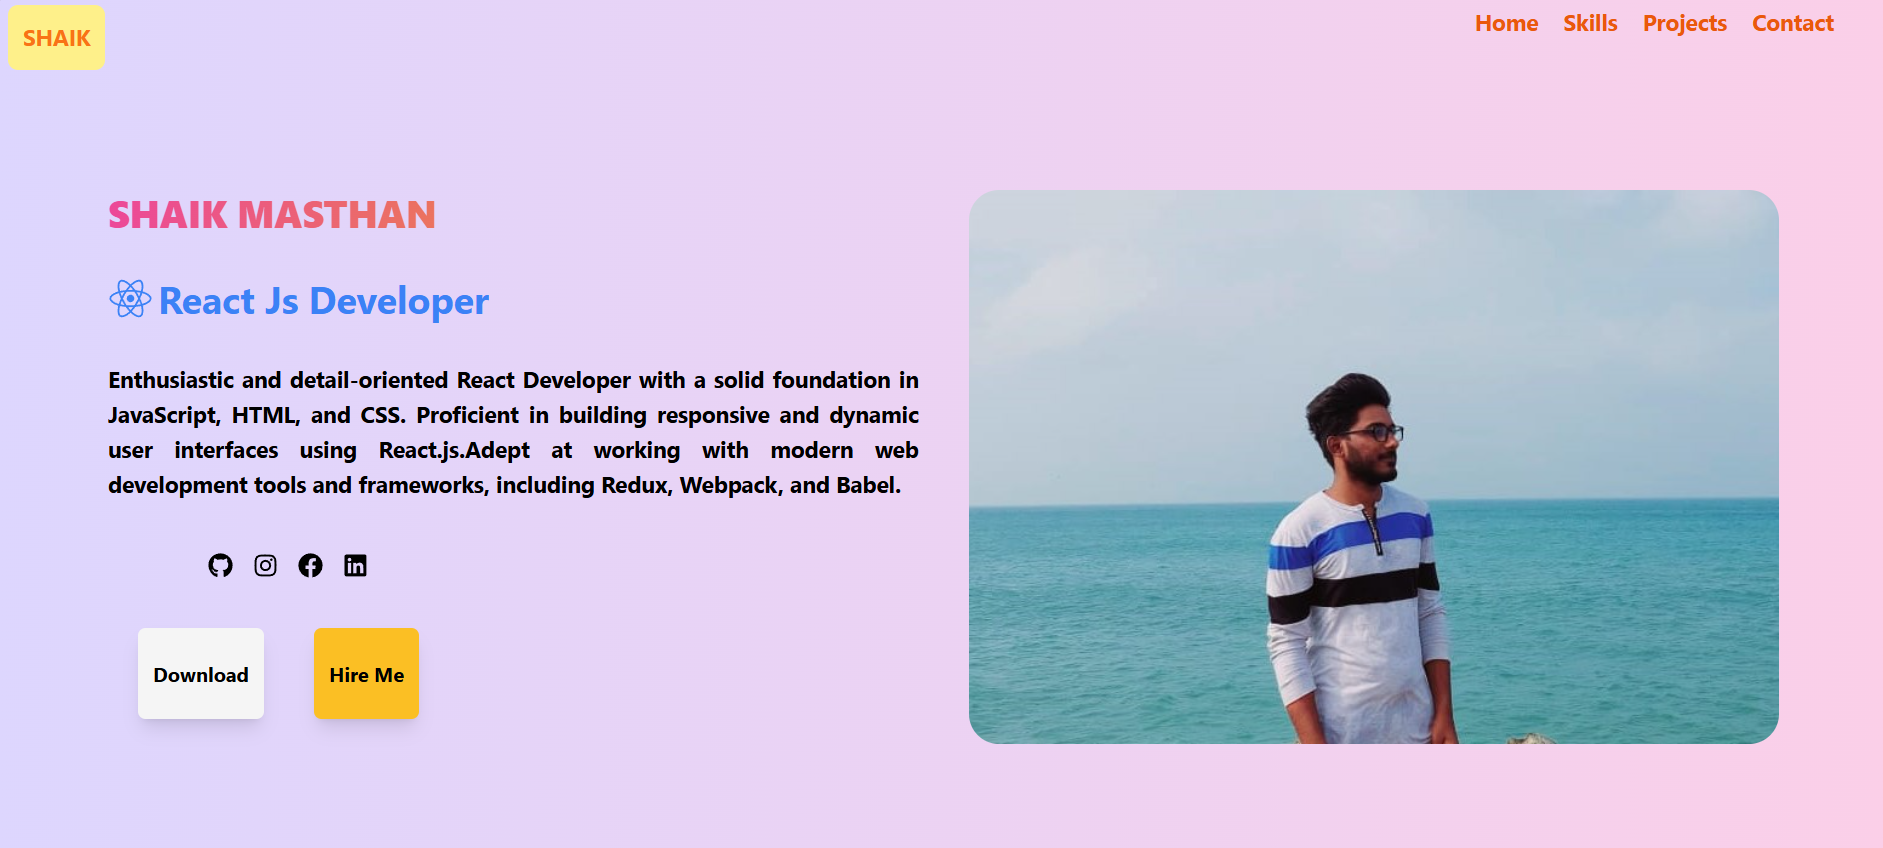 SHAIK
Home Skills Projects Contact
SHAIK MASTHAN
React Js Developer
Enthusiastic and detail-oriented React Developer with a solid foundation in
JavaScript, HTML, and CSS. Proficient in building responsive and dynamic
user interfaces using React.js.Adept at working with modern web
development tools and frameworks, including Redux, Webpack, and Babel.
in
Download Hire Me